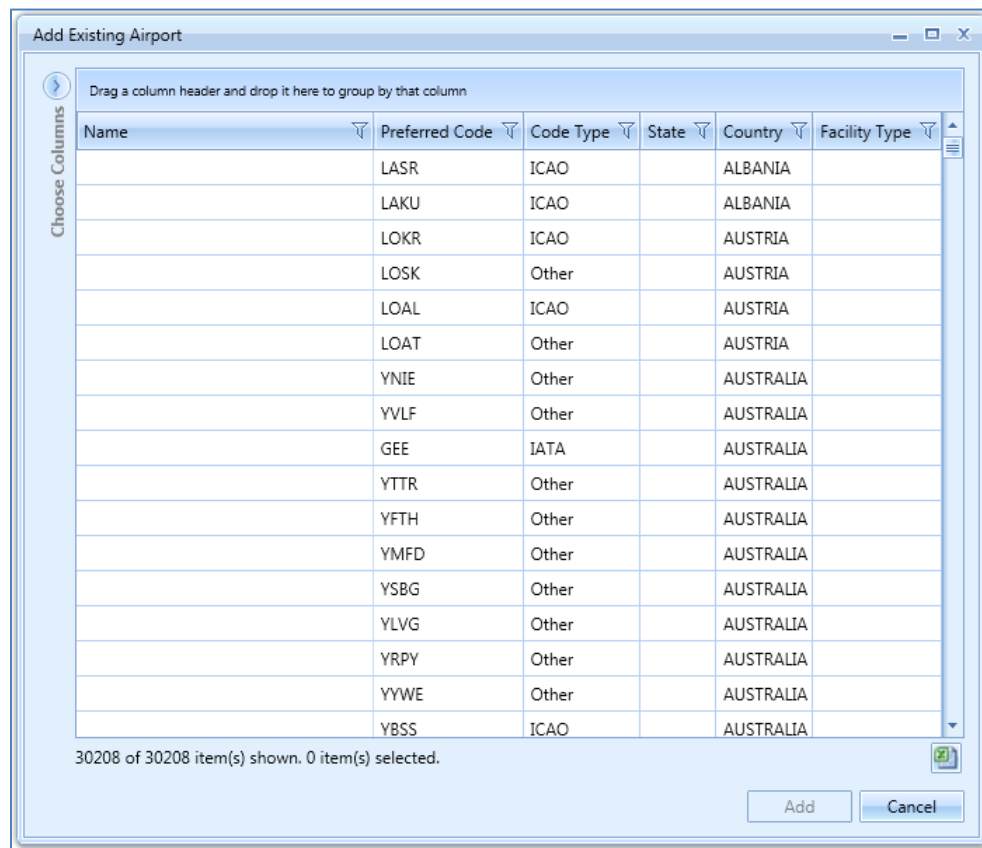 Add Existing Airport
Drag a column header and drop it here to group by that column
Choose Columns
Name Preferred Code Code Type State Country Facility Type
LASR ICAO ALBANIA
LAKU ICAO ALBANIA
LOKR ICAO AUSTRIA
LOSK Other AUSTRIA
LOAL ICAO AUSTRIA
LOAT Other AUSTRIA
YNIE Other AUSTRALIA
YVLF Other AUSTRALIA
GEE IATA AUSTRALIA
YTTR Other AUSTRALIA
YFTH Other AUSTRALIA
YMFD Other AUSTRALIA
YSBG Other AUSTRALIA
YLVG Other AUSTRALIA
YRPY Other AUSTRALIA
YYWE Other AUSTRALIA
YBSS ICAO AUSTRALIA
30208 of 30208 item(s) shown. 0 item(s) selected.
Add Cancel